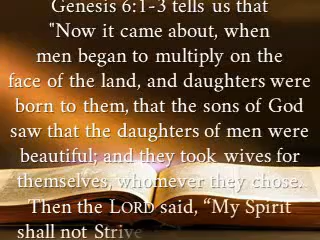 Genesis 6:1-3 tells us that
"Now it came about, when
men began to multiply on the
face of the land, and daughters were
born to them, that the sons of God
saw that the daughters of men were
beautiful; and they took wives for
themselves, whomever they chose.
Then the LORD said, “My Spirit
shall not Strive